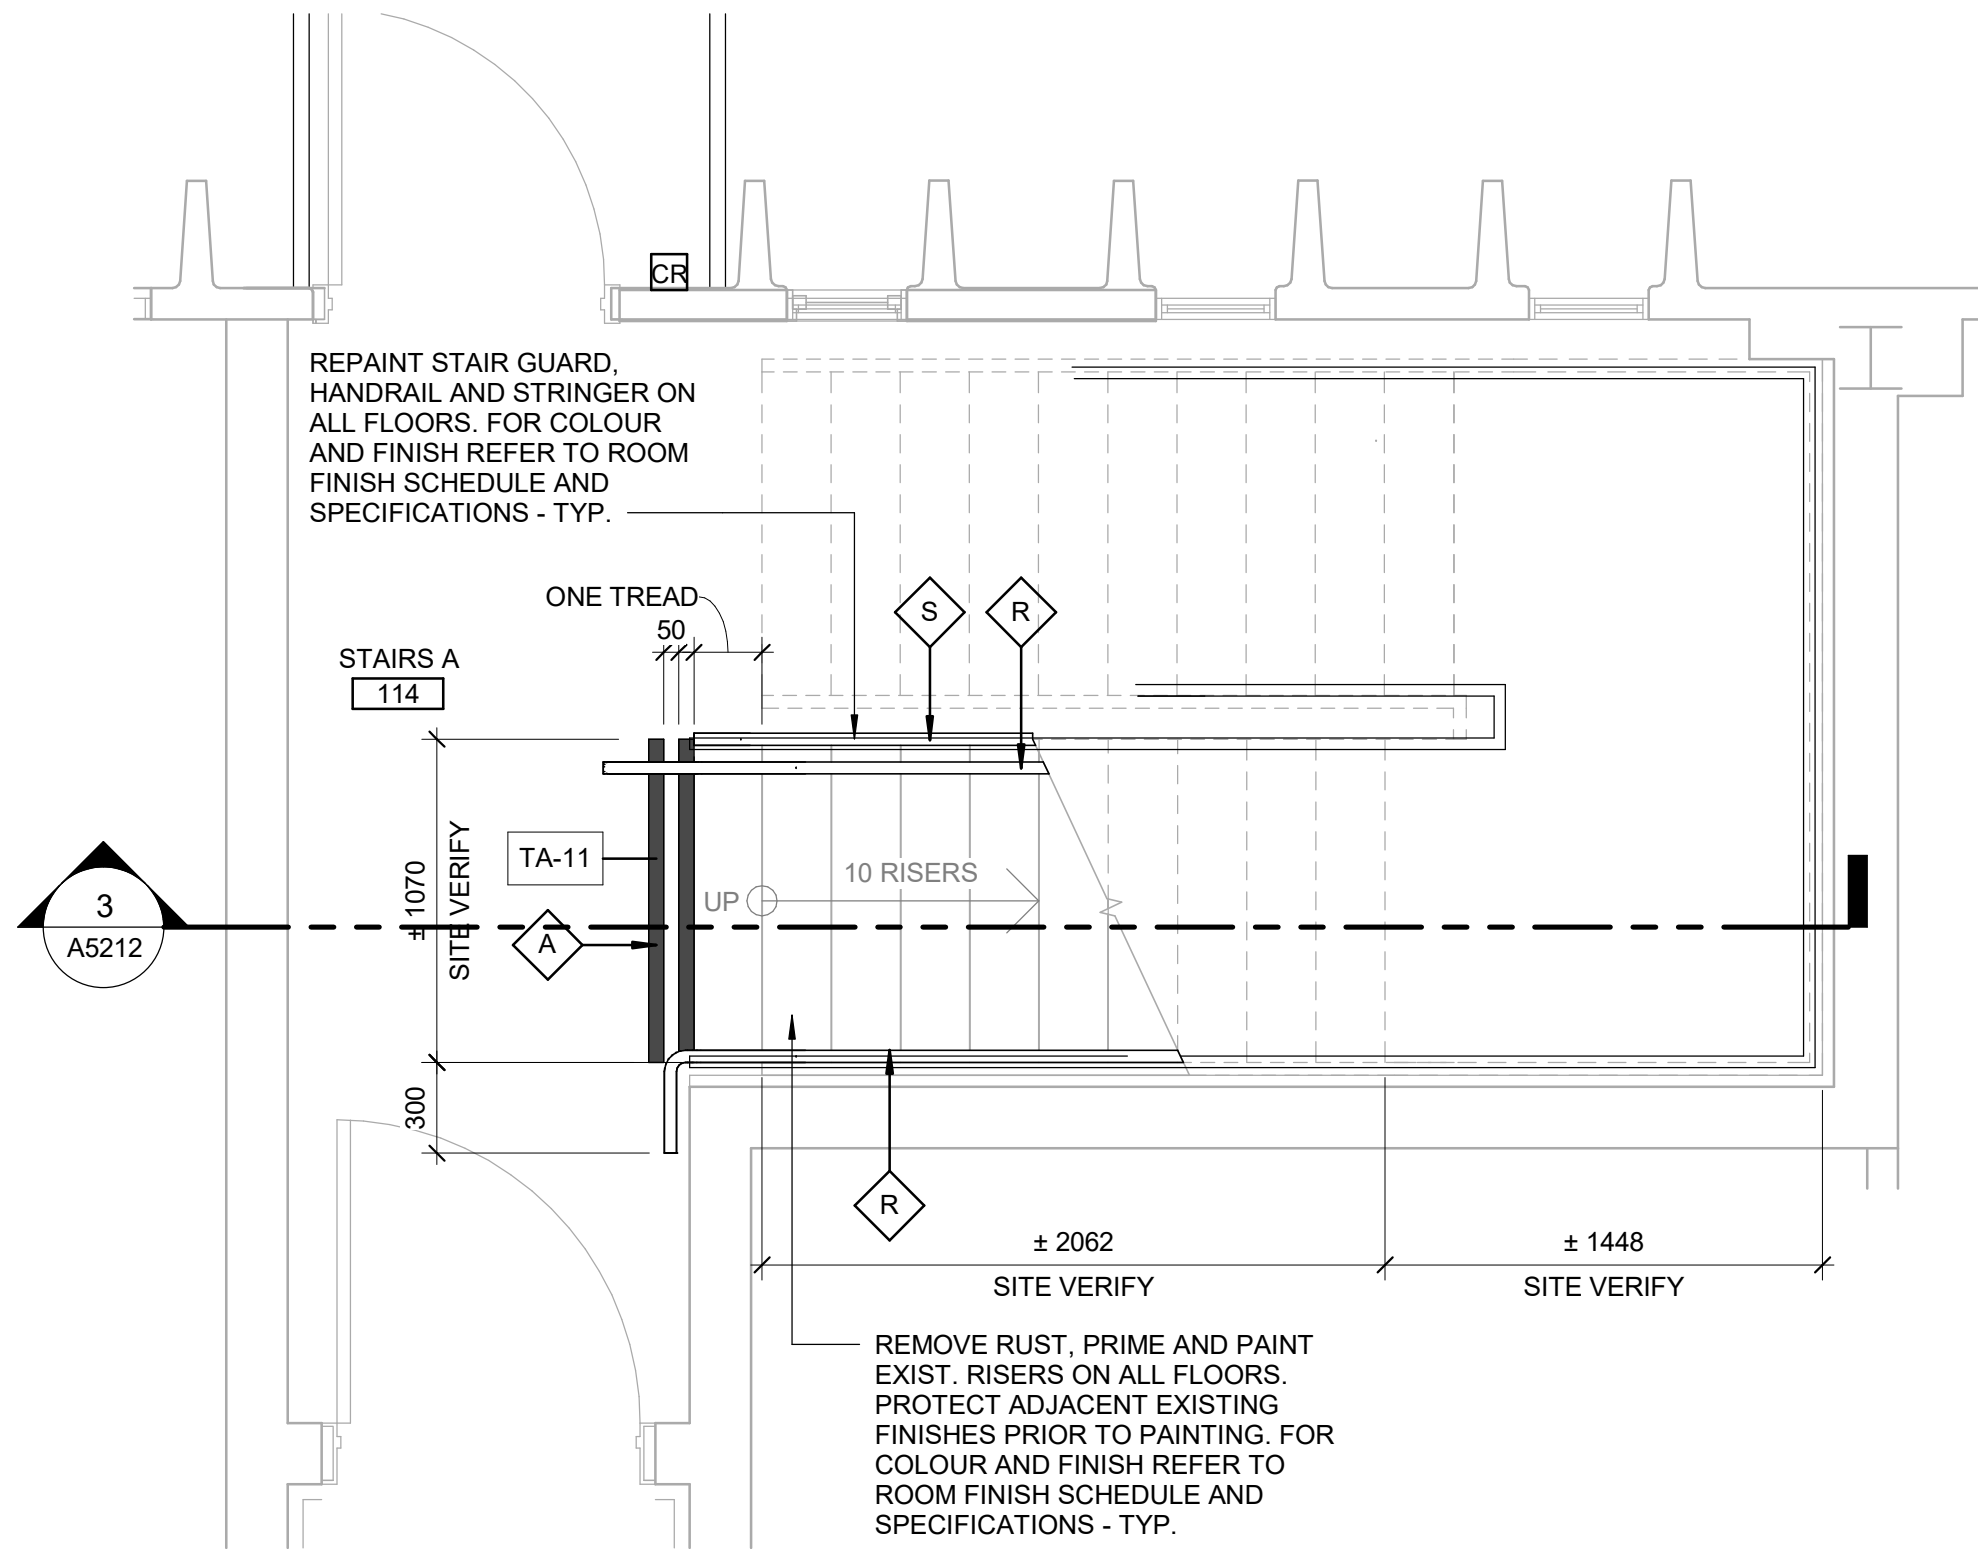 CR
REPAINT STAIR GUARD,
HANDRAIL AND STRINGER ON
ALL FLOORS. FOR COLOUR
AND FINISH REFER TO ROOM
FINISH SCHEDULE AND
SPECIFICATIONS - TYP.
ONE TREAD
50
S
R
STAIRS A
114
± 1070
SITE VERIFY
TA-11
10 RISERS
UP
3
A5212
A
300
R
± 2062
SITE VERIFY
± 1448
SITE VERIFY
REMOVE RUST, PRIME AND PAINT
EXIST. RISERS ON ALL FLOORS.
PROTECT ADJACENT EXISTING
FINISHES PRIOR TO PAINTING. FOR
COLOUR AND FINISH REFER TO
ROOM FINISH SCHEDULE AND
SPECIFICATIONS - TYP.